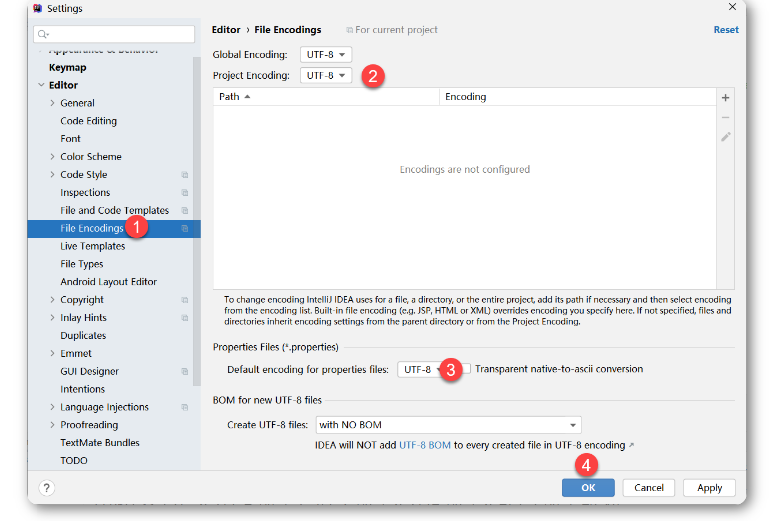 Settings
Appearance & Behavior
Keymap
Editor
General
Code Editing
Font
Color Scheme
Code Style
Inspections
File and Code Templates
File Encodings
1
Live Templates
File Types
Android Layout Editor
Copyright
Inlay Hints
Duplicates
Emmet
GUI Designer
Intentions
Language Injections
Proofreading
TextMate Bundles
TODO
Editor › File Encodings
For current project
Reset
Global Encoding: UTF-8
Project Encoding: UTF-8
2
Path Encoding
Encodings are not configured
To change encoding IntelliJ IDEA uses for a file, a directory, or the entire project, add its path if necessary and then select encoding
from the encoding list. Built-in file encoding (e.g. JSP, HTML or XML) overrides encoding you specify here. If not specified, files and
directories inherit encoding settings from the parent directory or from the Project Encoding.
Properties Files (*.properties)
Default encoding for properties files: UTF-8 3 Transparent native-to-ascii conversion
BOM for new UTF-8 files
Create UTF-8 files: with NO BOM
IDEA will NOT add UTF-8 BOM to every created file in UTF-8 encoding ↗
4
? OK Cancel Apply